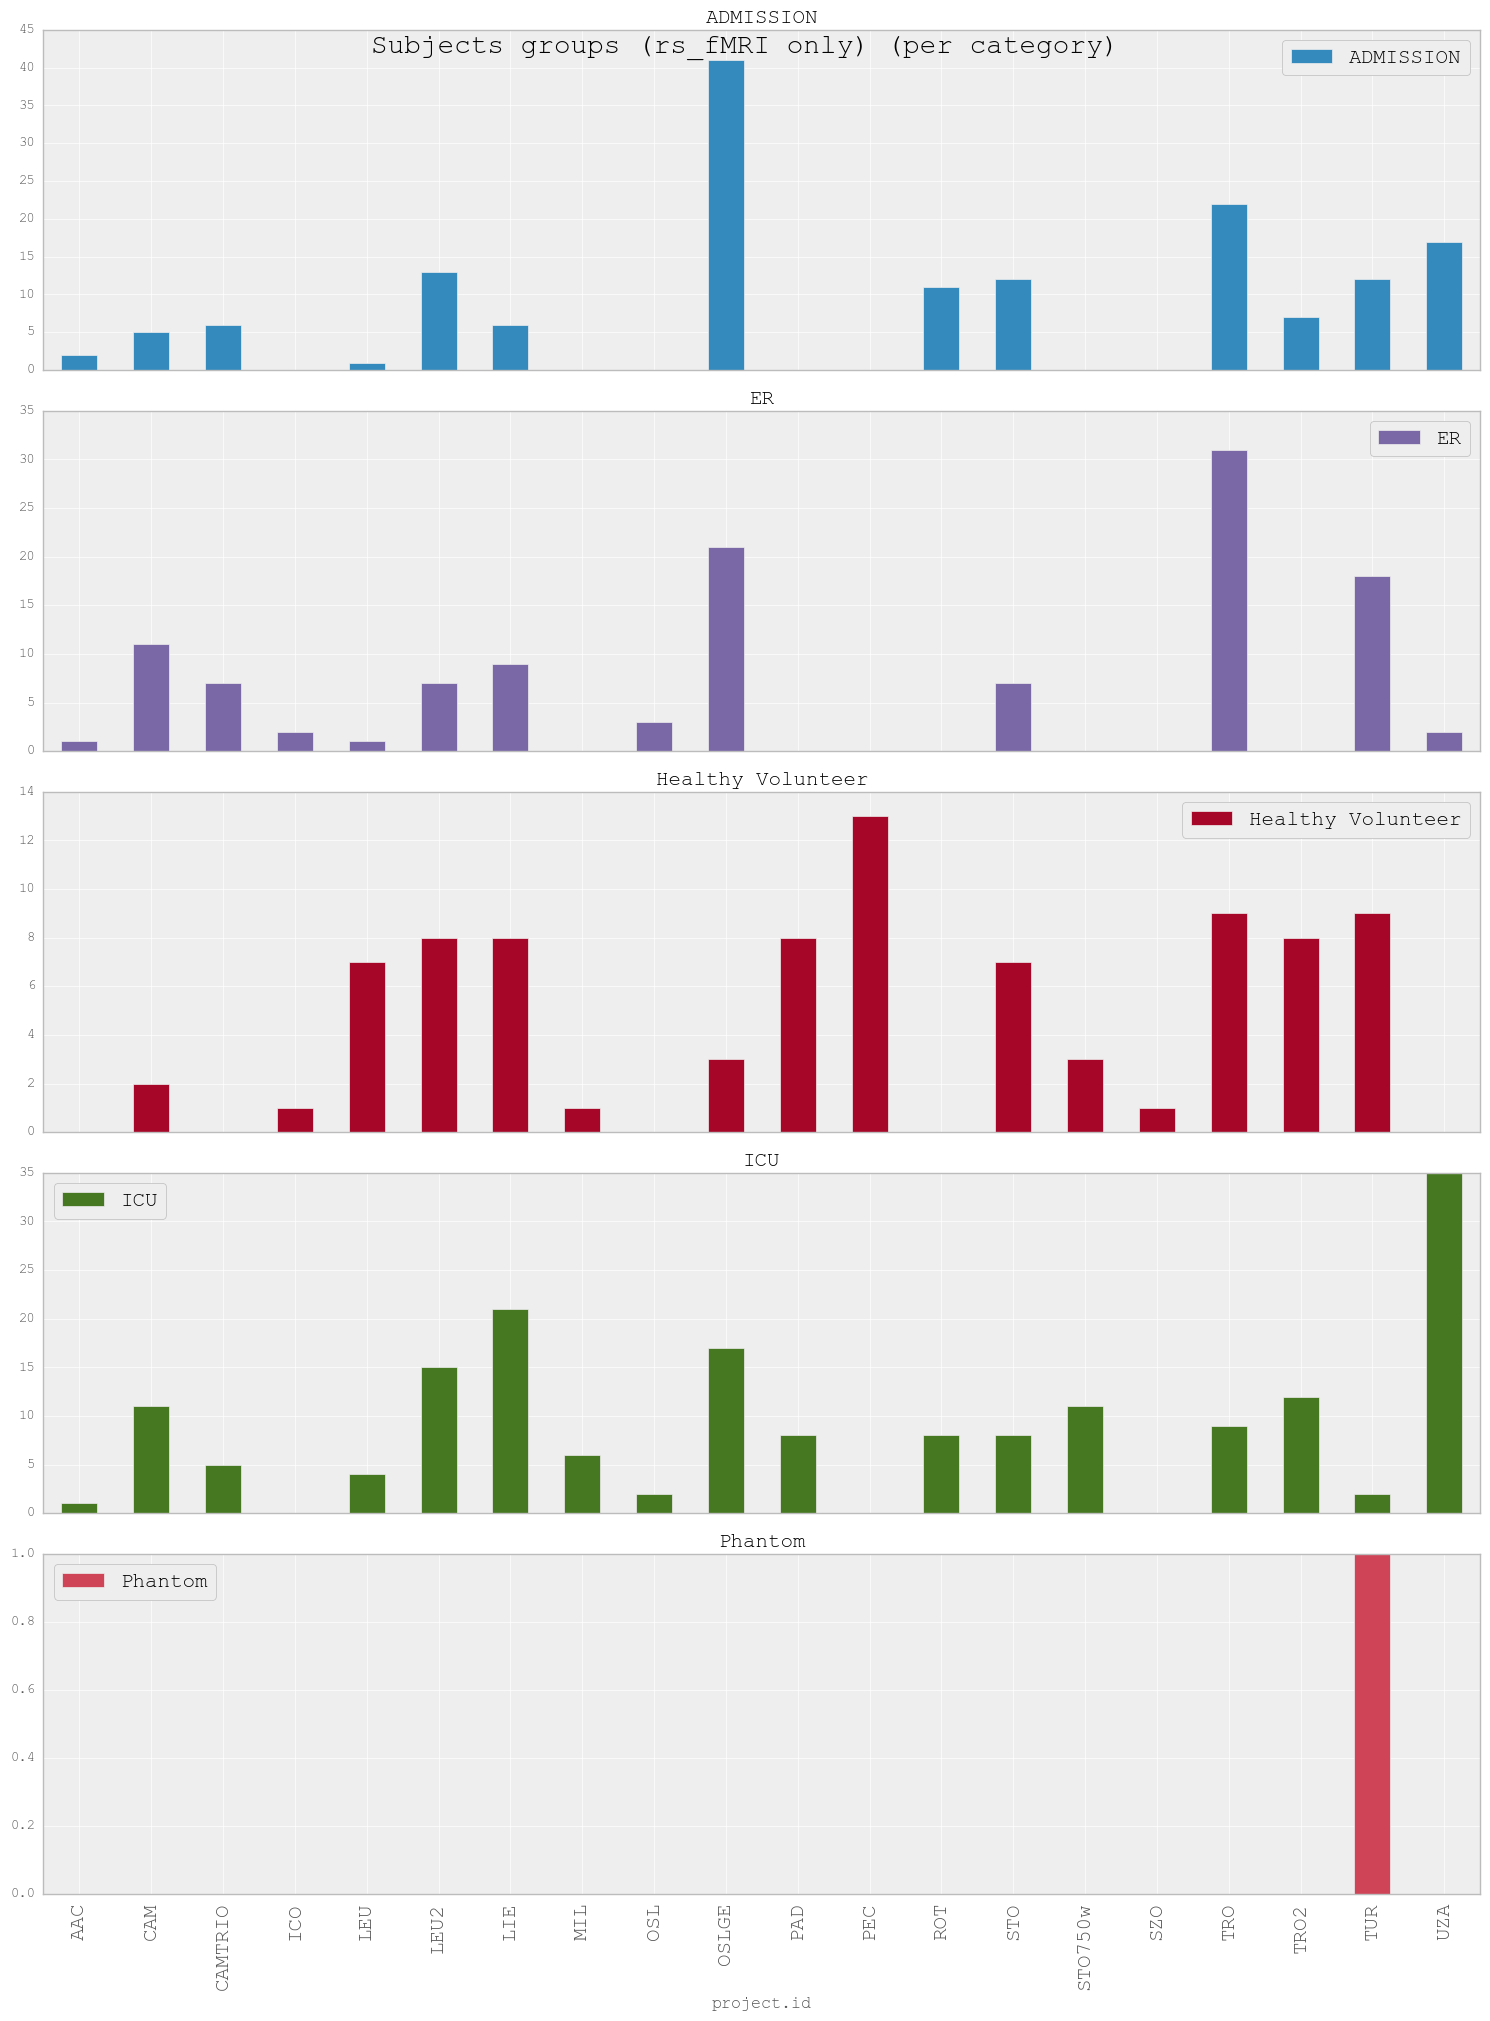 ADMISSION
Subjects groups (rs_fMRI only) (per category)
ADMISSION
45
40
35
30
25
20
15
10
5
0
ER
ER
35
30
25
20
15
10
5
0
Healthy Volunteer
Healthy Volunteer
14
12
10
8
6
4
2
0
ICU
ICU
35
30
25
20
15
10
5
0
Phantom
Phantom
1.0
0.8
0.6
0.4
0.2
0.0
AAC
CAM
CAMTRIO
ICO
LEU
LEU2
LIE
MIL
OSL
OSLGE
PAD
PEC
ROT
STO
STO750w
SZO
TRO
TRO2
TUR
UZA
project.id